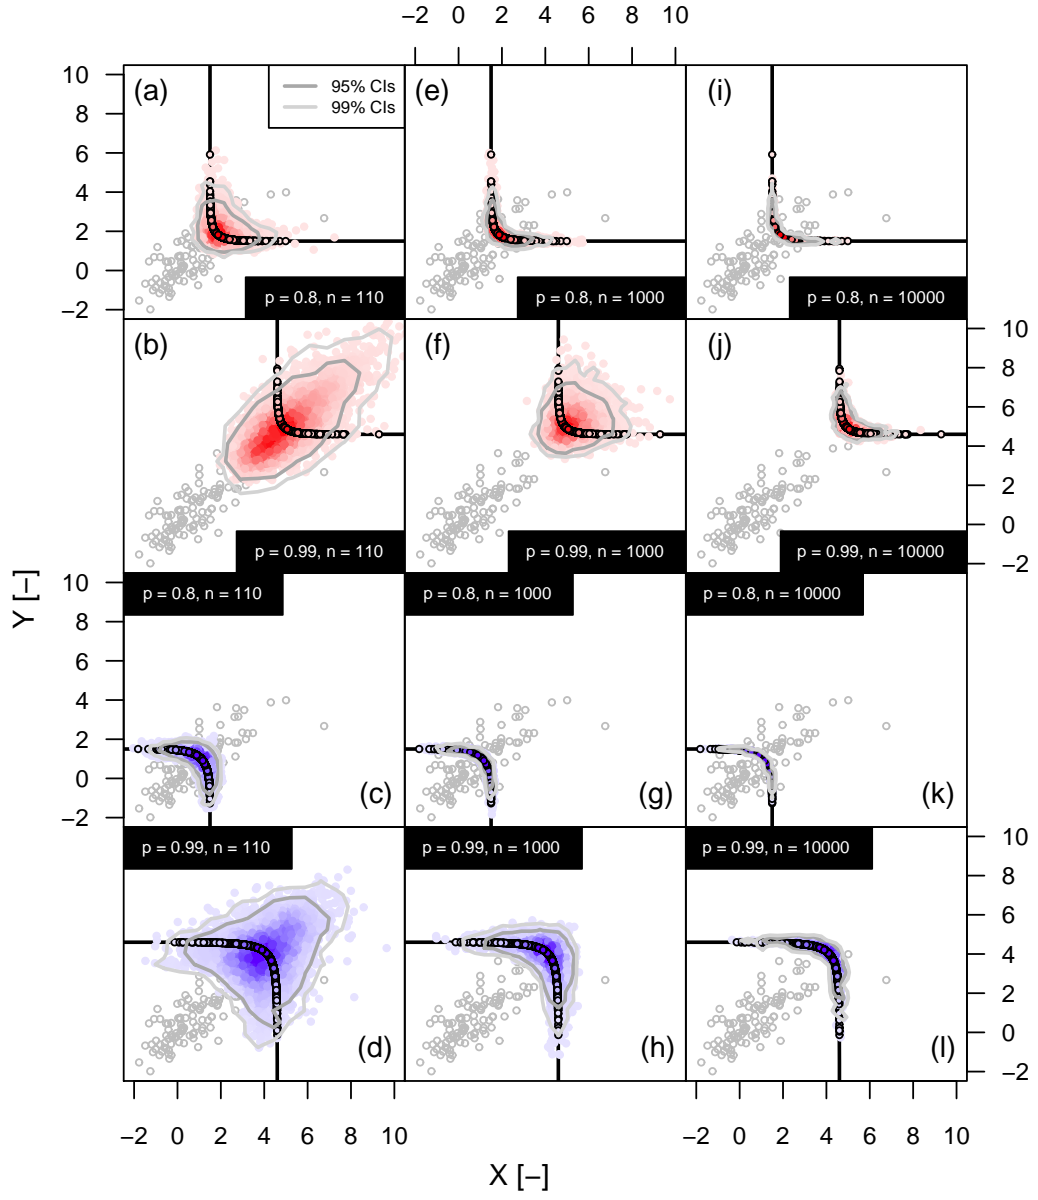 −2 0 2 4 6 8 10
(a)
95% CIs
99% CIs
(e)
(i)
10
8
6
4
2
0
−2
p = 0.8, n = 110
p = 0.8, n = 1000
p = 0.8, n = 10000
(b)
(f)
(j)
10
8
6
4
2
0
−2
p = 0.99, n = 110
p = 0.99, n = 1000
p = 0.99, n = 10000
Y [−]
10
8
6
4
2
0
−2
p = 0.8, n = 110
p = 0.8, n = 1000
p = 0.8, n = 10000
(c)
(g)
(k)
p = 0.99, n = 110
p = 0.99, n = 1000
p = 0.99, n = 10000
10
8
6
4
2
0
−2
(d)
(h)
(l)
−2 0 2 4 6 8 10
−2 0 2 4 6 8 10
X [−]